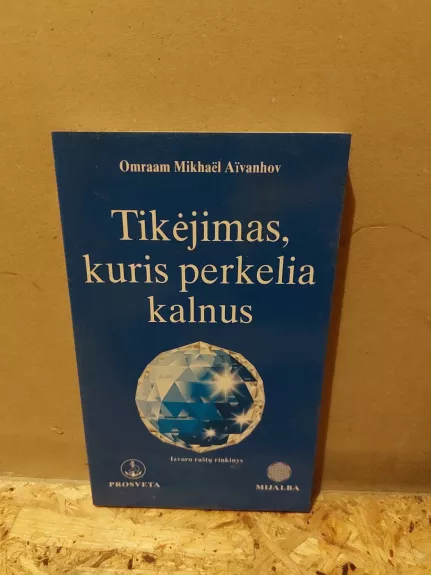 Omraam Mikhaël Aïvanhov
Tikėjimas,
kuris perkelia
kalnus
Izvoro raštų rinkinys
PROSVETA
MIJALBA